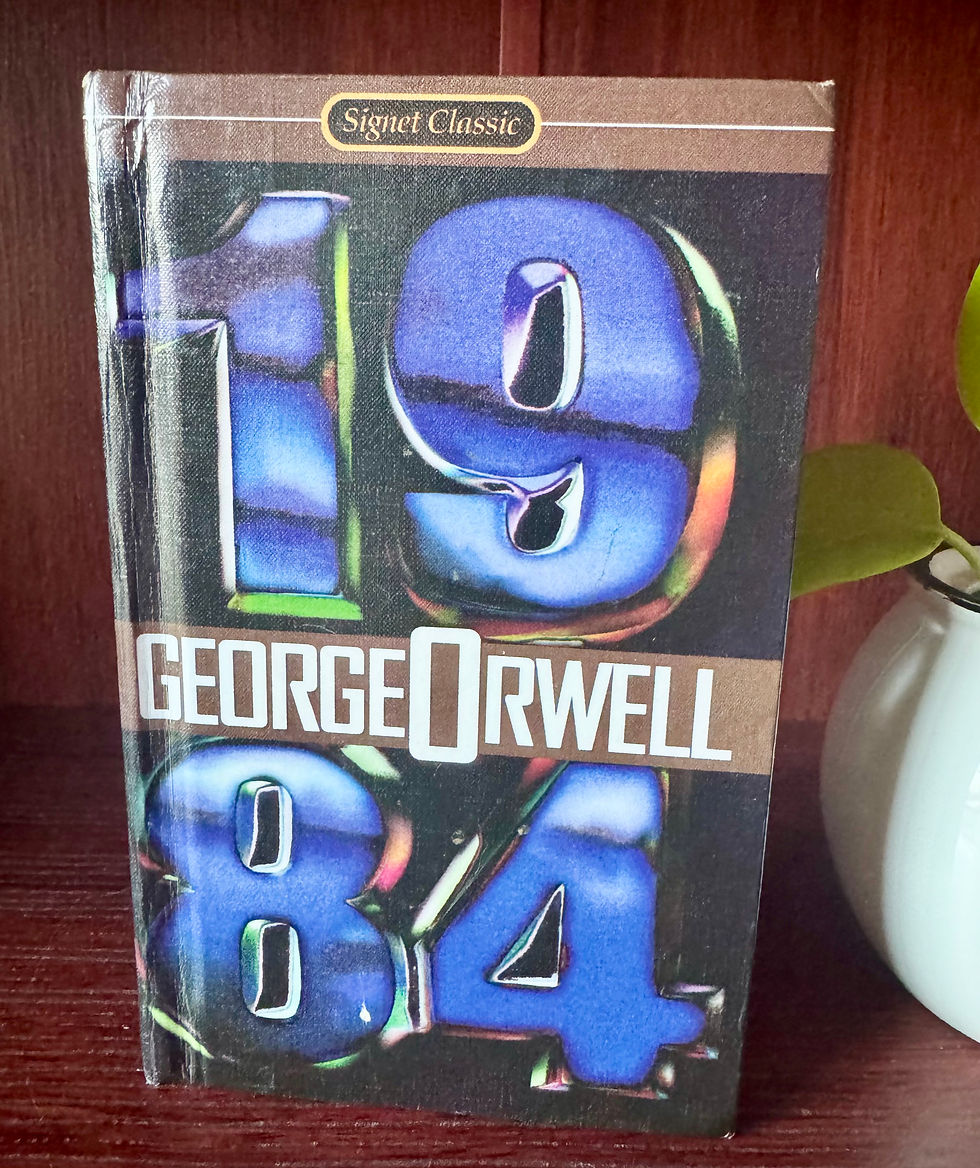 Signet Classic
19
GEORGE ORWELL
84